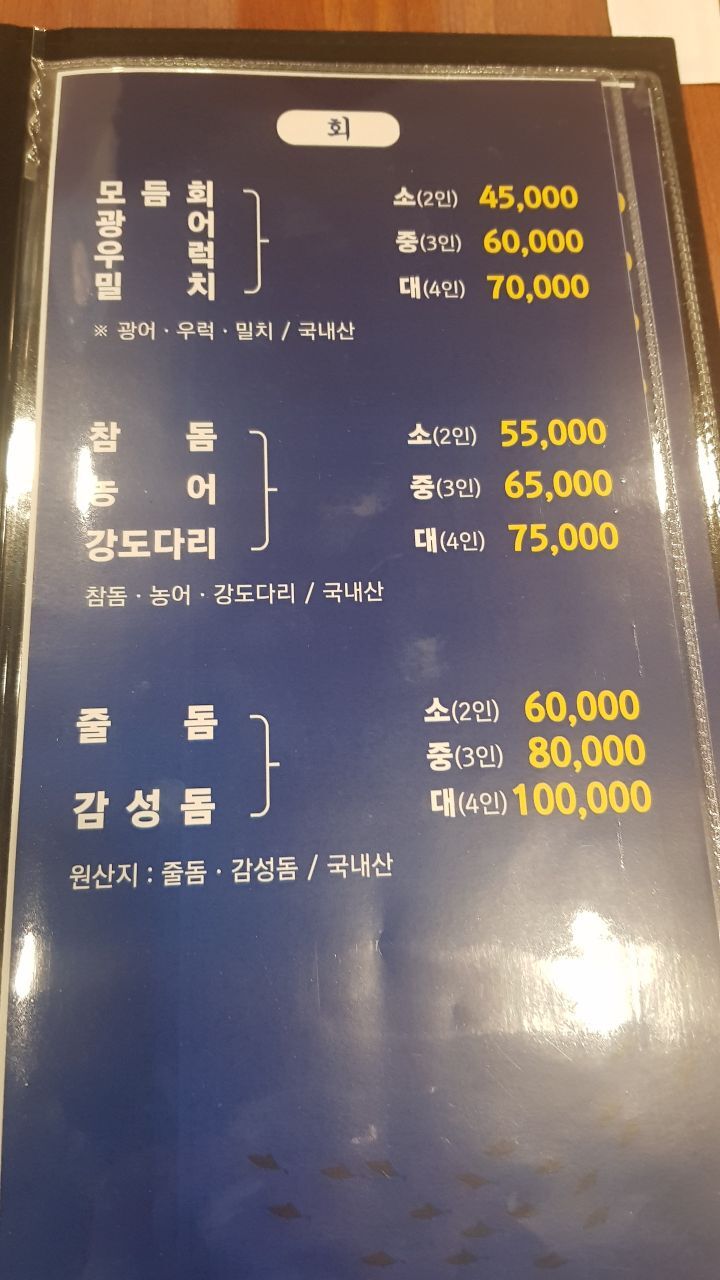 회
모듬회 소(2인) 45,000
광어
우럭 중(3인) 60,000
밀치 대(4인) 70,000
※ 광어 · 우럭 · 밀치 / 국내산
참돔 소(2인) 55,000
농어 중(3인) 65,000
강도다리 대(4인) 75,000
참돔 · 농어 · 강도다리 / 국내산
줄돔 소(2인) 60,000
중(3인) 80,000
감성돔 대(4인) 100,000
원산지 : 줄돔 · 감성돔 / 국내산